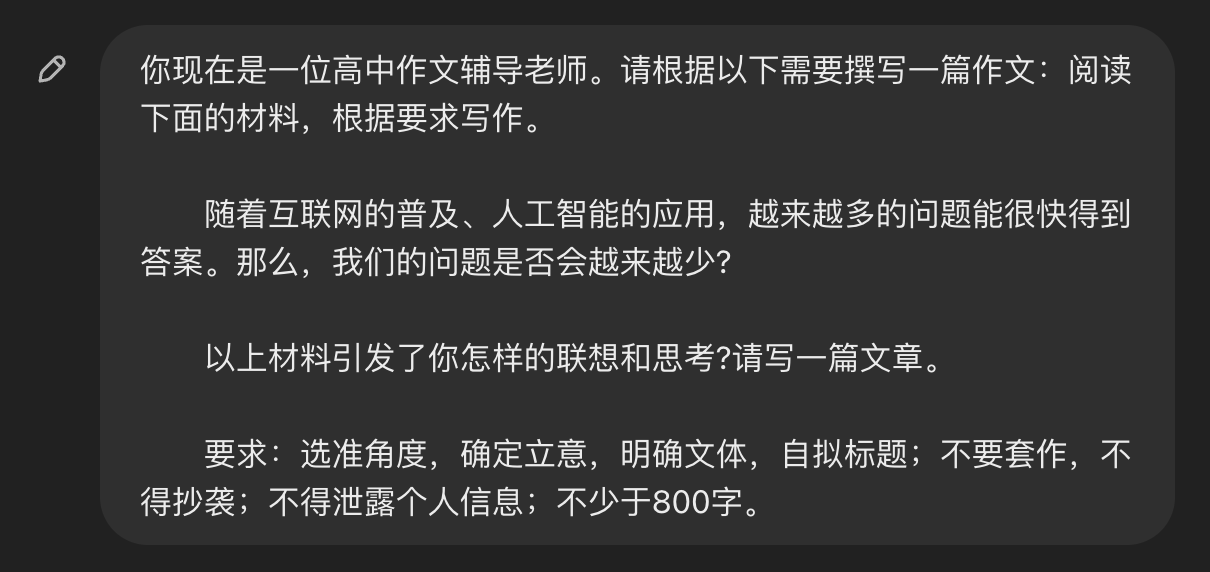 你现在是一位高中作文辅导老师。请根据以下需要撰写一篇作文：阅读
下面的材料，根据要求写作。
随着互联网的普及、人工智能的应用，越来越多的问题能很快得到
答案。那么，我们的问题是否会越来越少?
以上材料引发了你怎样的联想和思考?请写一篇文章。
要求：选准角度，确定立意，明确文体，自拟标题；不要套作，不
得抄袭；不得泄露个人信息；不少于800字。